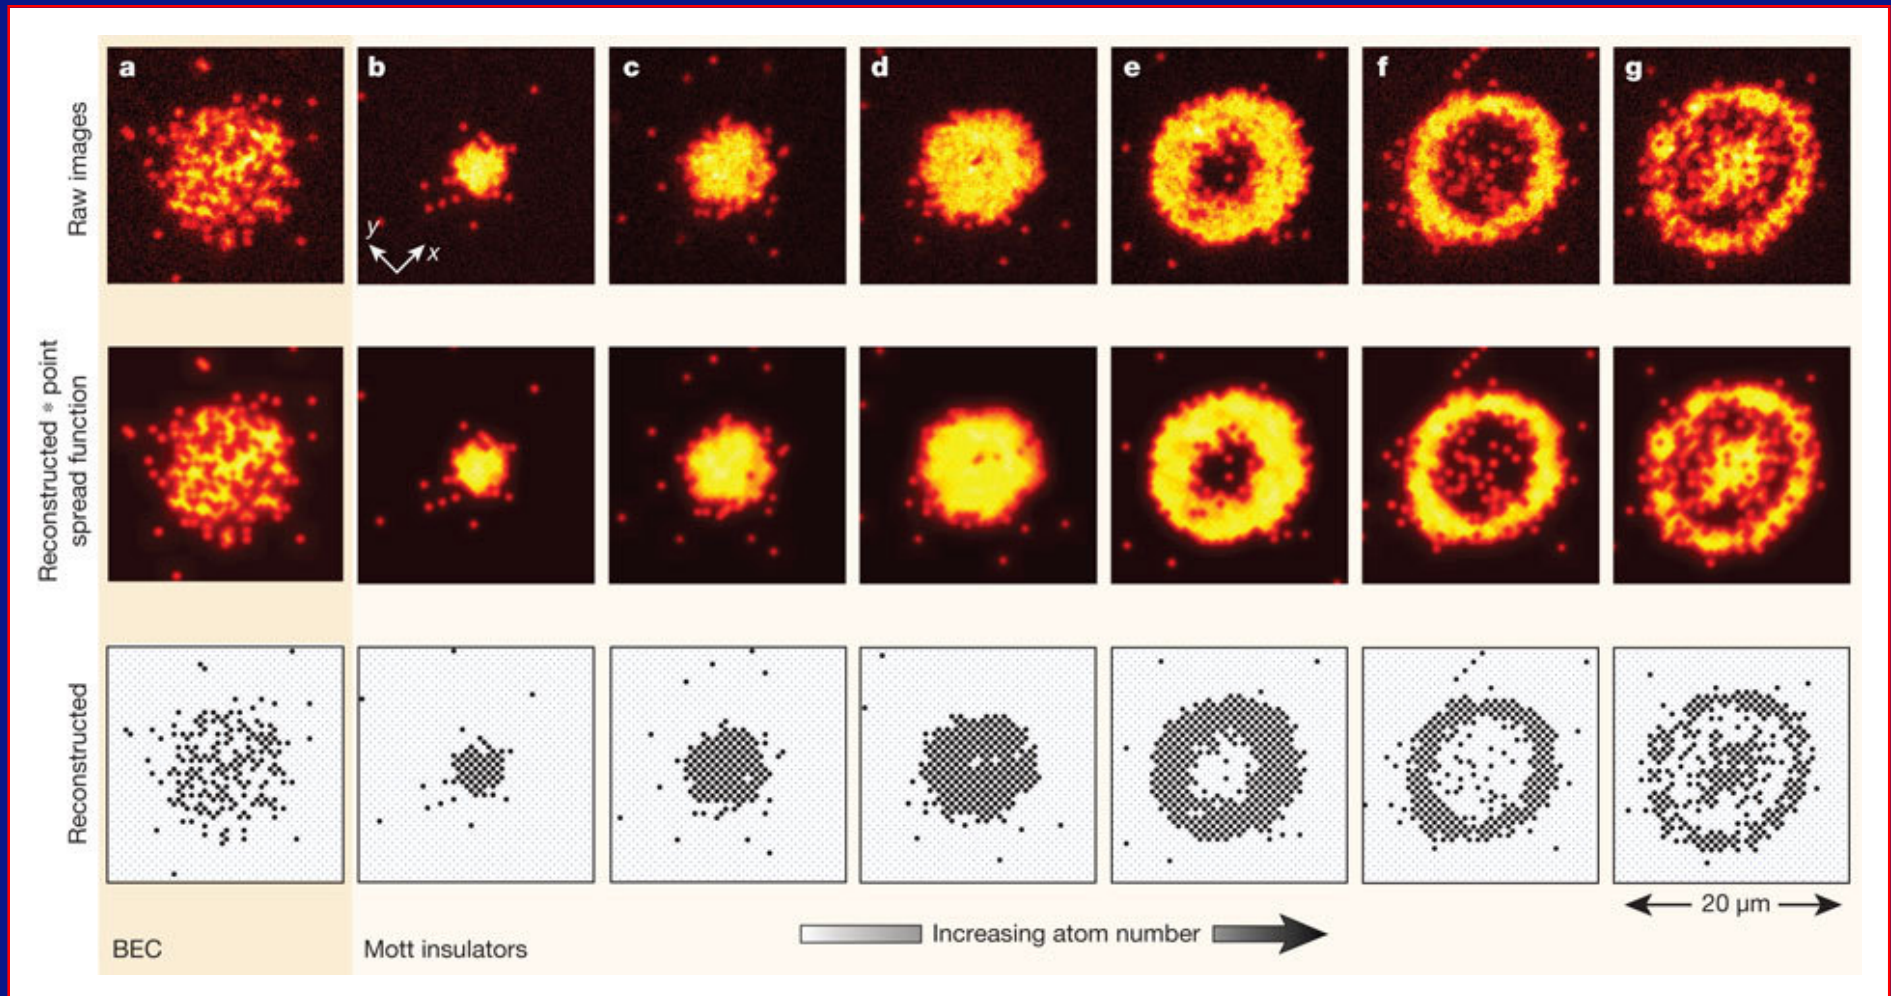 a
b
c
d
e
f
g
Raw images
y
x
Reconstructed * point
spread function
Reconstructed
20 µm
BEC
Mott insulators
Increasing atom number